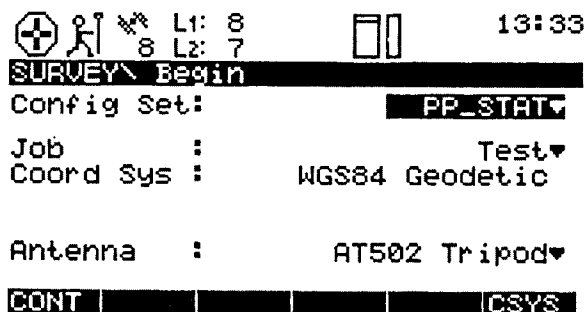 L1: 8 13:33
8 L2: 7
SURVEY\ Begin
Config Set: PP_STAT▾
Job : Test▾
Coord Sys : WGS84 Geodetic
Antenna : AT502 Tripod▾
CONT CSYS